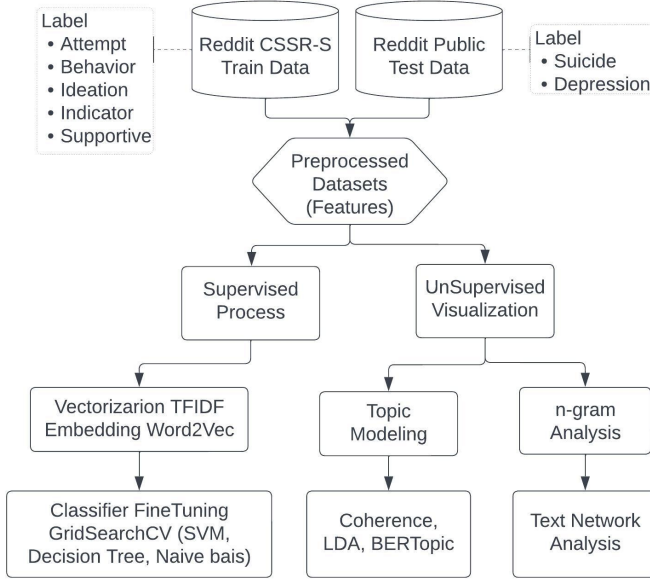 Label
• Attempt
• Behavior
• Ideation
• Indicator
• Supportive
Reddit CSSR-S
Train Data
Reddit Public
Test Data
Label
• Suicide
• Depression
Preprocessed
Datasets
(Features)
Supervised
Process
UnSupervised
Visualization
Vectorizarion TFIDF
Embedding Word2Vec
Topic
Modeling
n-gram
Analysis
Classifier FineTuning
GridSearchCV (SVM,
Decision Tree, Naive bais)
Coherence,
LDA, BERTopic
Text Network
Analysis